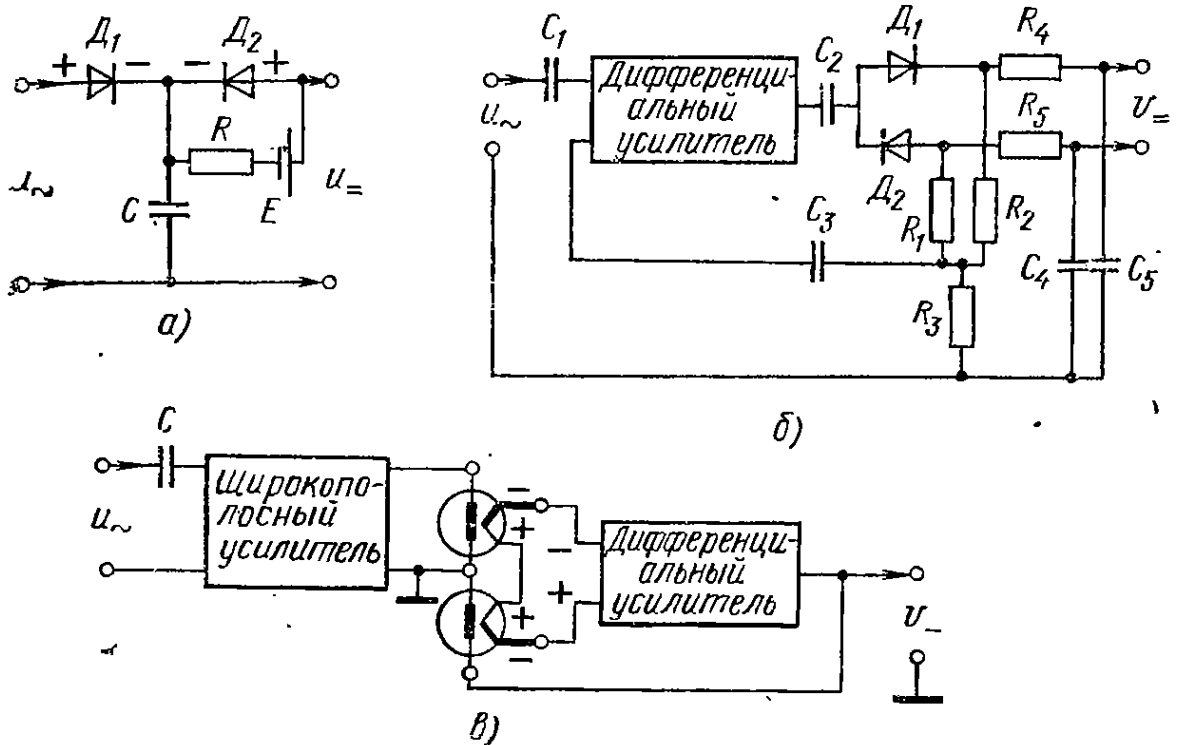 Д₁
Д₂
+
−
−
+
R
C
E
u₌
а)
C₁
u∼
Дифференци-
альный
усилитель
C₂
Д₁
Д₂
R₄
R₅
U₌
R₁
R₂
C₃
R₃
C₄
C₅
б)
C
u∼
Широкопо-
лосный
усилитель
−
+
+
−
−
+
Дифференци-
альный
усилитель
U₋
в)